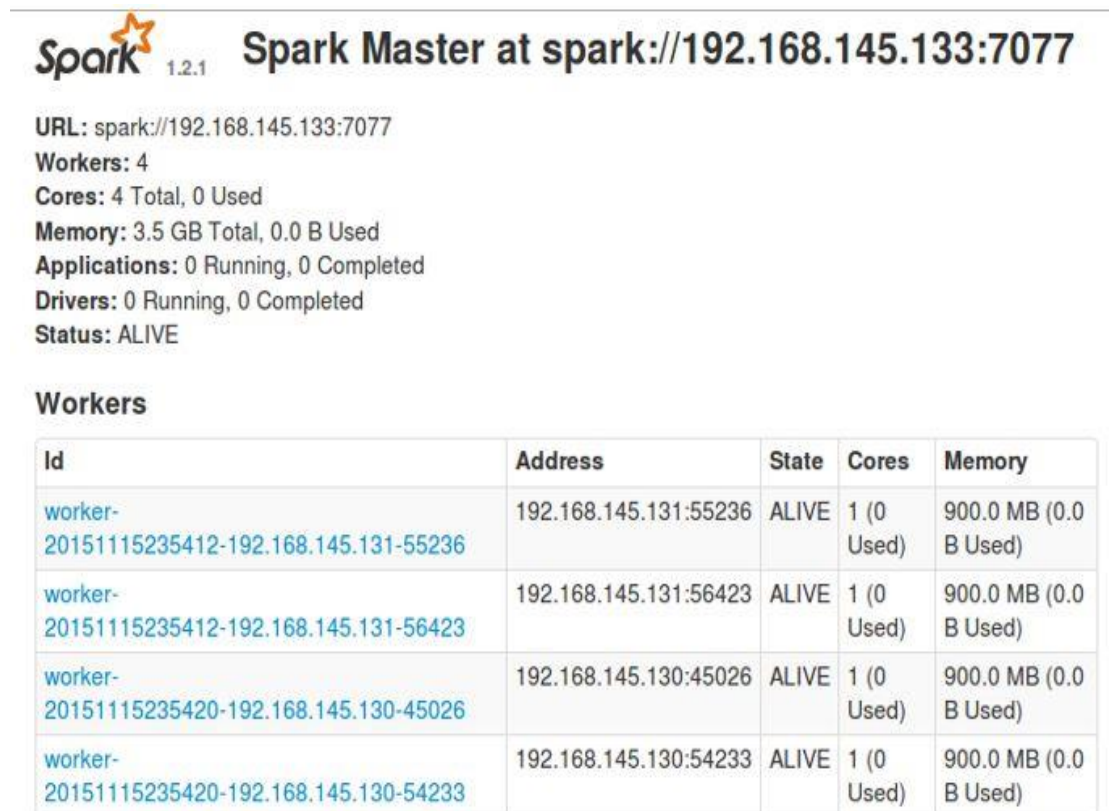 Spark 1.2.1 Spark Master at spark://192.168.145.133:7077
URL: spark://192.168.145.133:7077
Workers: 4
Cores: 4 Total, 0 Used
Memory: 3.5 GB Total, 0.0 B Used
Applications: 0 Running, 0 Completed
Drivers: 0 Running, 0 Completed
Status: ALIVE
Workers
Id Address State Cores Memory
worker- 192.168.145.131:55236 ALIVE 1 (0 900.0 MB (0.0
20151115235412-192.168.145.131-55236 Used) B Used)
worker- 192.168.145.131:56423 ALIVE 1 (0 900.0 MB (0.0
20151115235412-192.168.145.131-56423 Used) B Used)
worker- 192.168.145.130:45026 ALIVE 1 (0 900.0 MB (0.0
20151115235420-192.168.145.130-45026 Used) B Used)
worker- 192.168.145.130:54233 ALIVE 1 (0 900.0 MB (0.0
20151115235420-192.168.145.130-54233 Used) B Used)